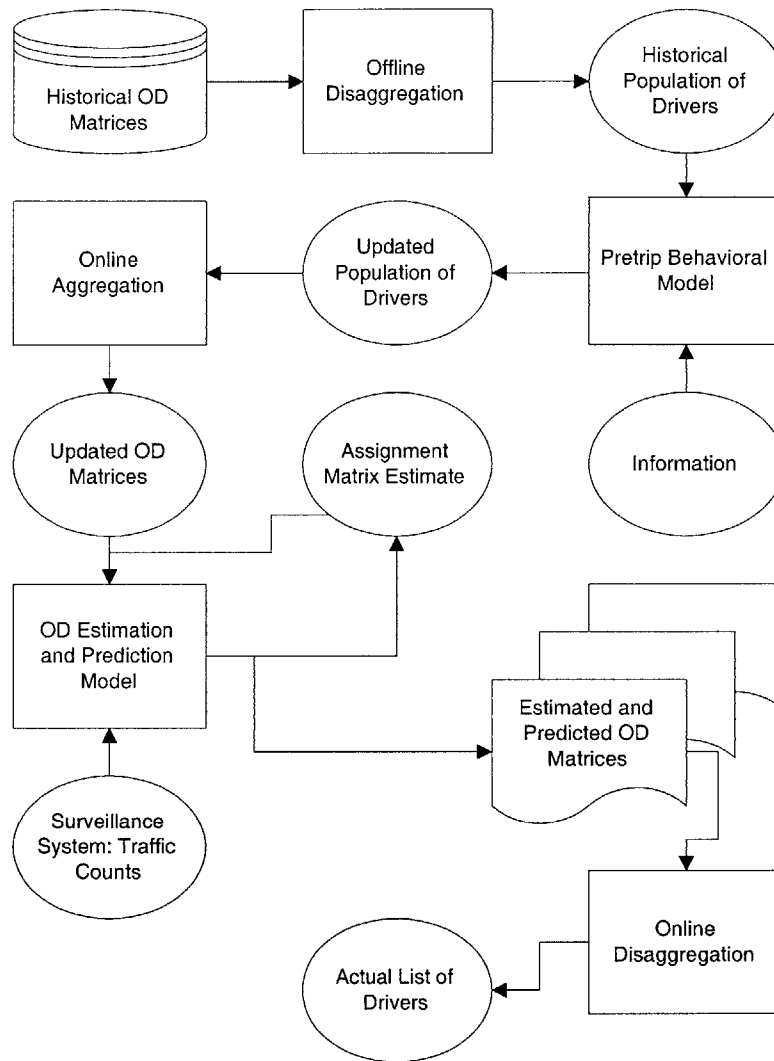 Historical OD
Matrices
Offline
Disaggregation
Historical
Population of
Drivers
Online
Aggregation
Updated
Population of
Drivers
Pretrip Behavioral
Model
Updated OD
Matrices
Assignment
Matrix Estimate
Information
OD Estimation
and Prediction
Model
Estimated and
Predicted OD
Matrices
Surveillance
System: Traffic
Counts
Online
Disaggregation
Actual List of
Drivers